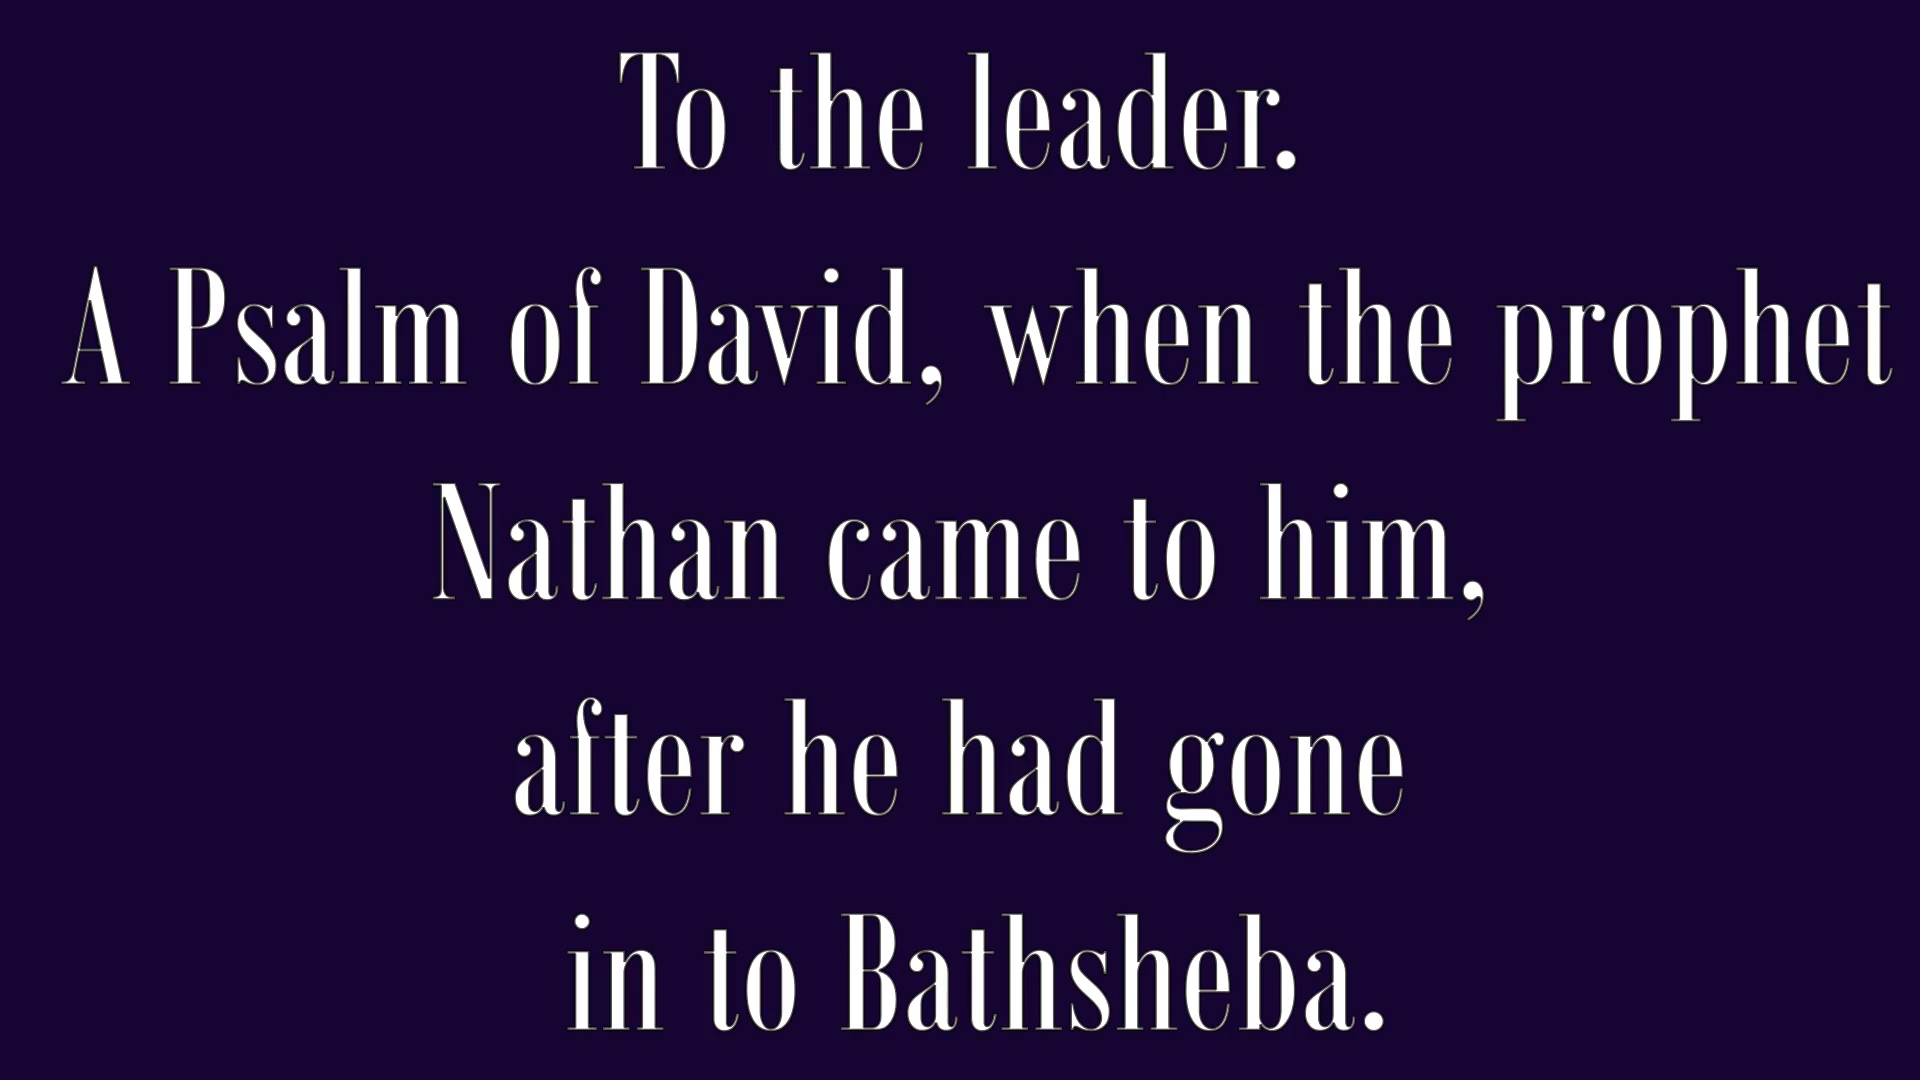 To the leader.
A Psalm of David, when the prophet
Nathan came to him,
after he had gone
in to Bathsheba.